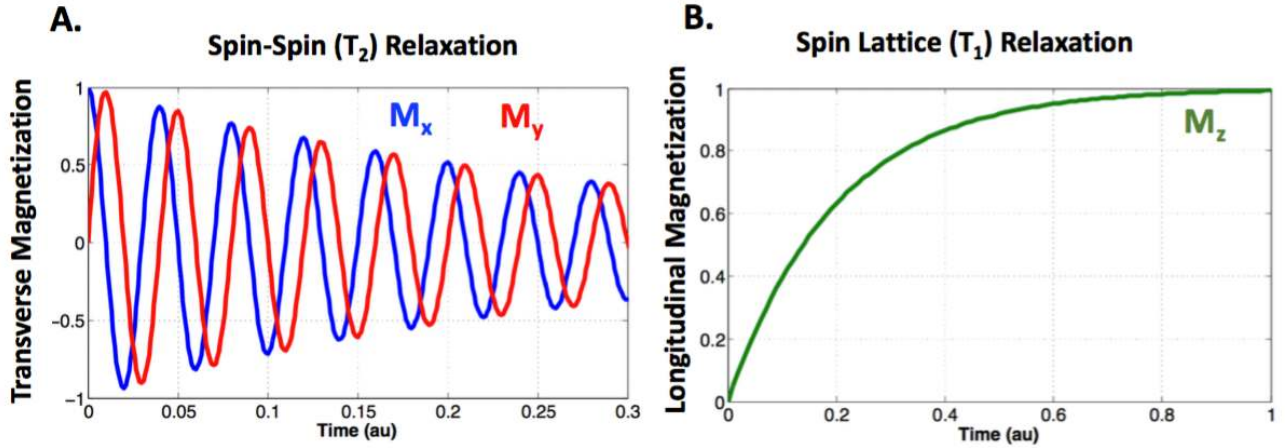 A.
Spin-Spin (T₂) Relaxation
Transverse Magnetization
1
0.5
0
−0.5
−1
Mₓ
Mᵧ
0 0.05 0.1 0.15 0.2 0.25 0.3
Time (au)
B.
Spin Lattice (T₁) Relaxation
Longitudinal Magnetization
1
0.8
0.6
0.4
0.2
0
M_z
0 0.2 0.4 0.6 0.8 1
Time (au)